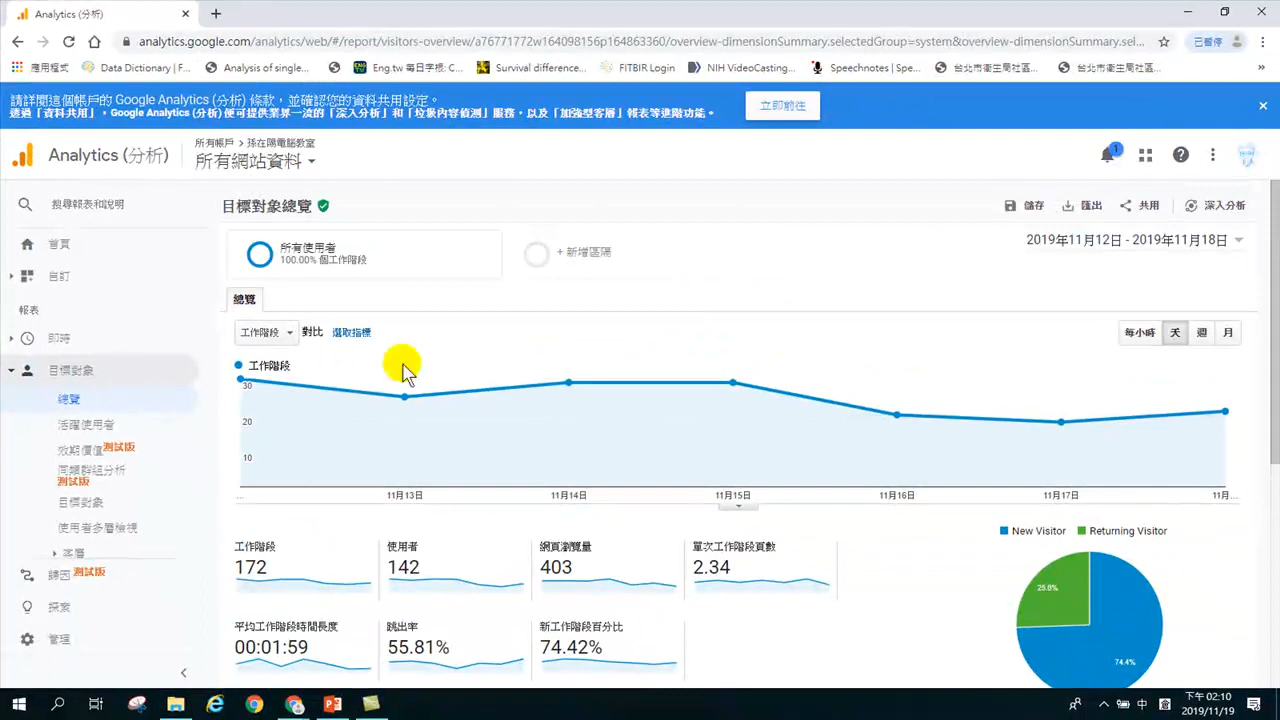 Analytics (分析)
analytics.google.com/analytics/web/#/report/visitors-overview/a76771772w164098156p164863360/overview-dimensionSummary.selectedGroup=system&overview-dimensionSummary.sel...
已暫停
應用程式
Data Dictionary | F...
Analysis of single...
Eng.tw 每日字根: C...
Survival difference...
FITBIR Login
NIH VideoCasting...
Speechnotes | Spe...
台北市衛生局社區...
台北市衛生局社區...
»
請詳閱這個帳戶的 Google Analytics (分析) 條款，並確認您的資料共用設定。
透過「資料共用」，Google Analytics (分析) 便可提供業界一流的「深入分析」和「垃圾內容偵測」服務，以及「加強型客層」報表等進階功能。
立即前往
Analytics (分析)
所有帳戶 > 孫在陽電腦教室
所有網站資料
1
搜尋報表和說明
首頁
自訂
報表
即時
目標對象
總覽
活躍使用者
效期價值測試版
同類群組分析
測試版
目標對象
使用者多層檢視
客層
歸因 測試版
探索
管理
目標對象總覽
儲存
匯出
共用
深入分析
所有使用者
100.00% 個工作階段
+ 新增區隔
2019年11月12日 - 2019年11月18日
總覽
工作階段
對比
選取指標
每小時
天
週
月
工作階段
30
20
10
...
11月13日
11月14日
11月15日
11月16日
11月17日
11月...
工作階段
172
使用者
142
網頁瀏覽量
403
單次工作階段頁數
2.34
平均工作階段時間長度
00:01:59
跳出率
55.81%
新工作階段百分比
74.42%
New Visitor
Returning Visitor
25.6%
74.4%
中
下午 02:10
2019/11/19